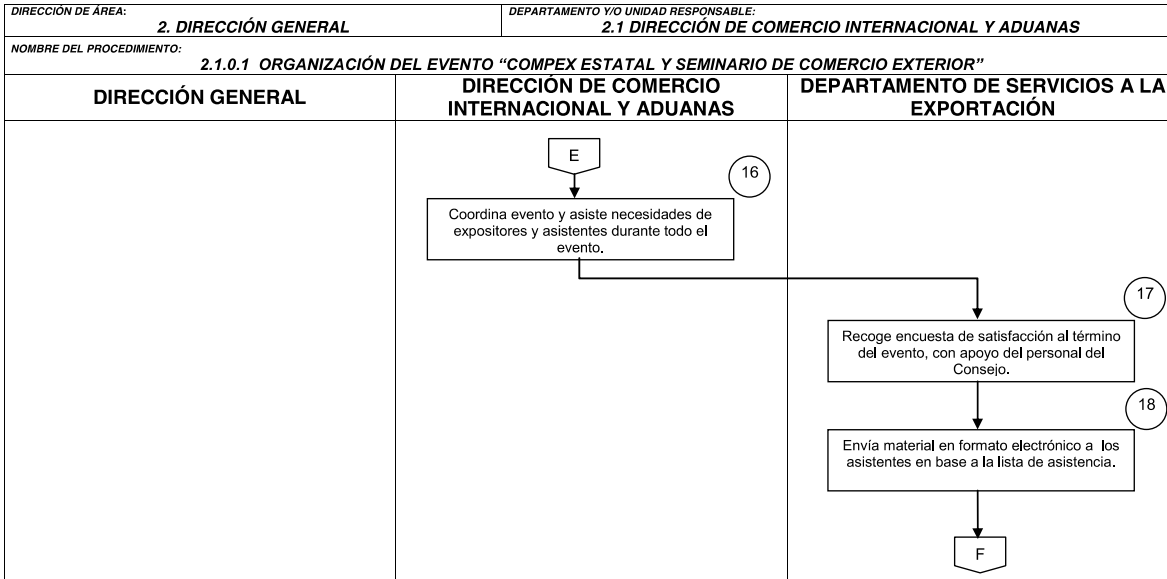 DIRECCIÓN DE ÁREA:
2. DIRECCIÓN GENERAL
DEPARTAMENTO Y/O UNIDAD RESPONSABLE:
2.1 DIRECCIÓN DE COMERCIO INTERNACIONAL Y ADUANAS
NOMBRE DEL PROCEDIMIENTO:
2.1.0.1 ORGANIZACIÓN DEL EVENTO “COMPEX ESTATAL Y SEMINARIO DE COMERCIO EXTERIOR”
DIRECCIÓN GENERAL
DIRECCIÓN DE COMERCIO
INTERNACIONAL Y ADUANAS
DEPARTAMENTO DE SERVICIOS A LA
EXPORTACIÓN
E
16
Coordina evento y asiste necesidades de
expositores y asistentes durante todo el
evento.
17
Recoge encuesta de satisfacción al término
del evento, con apoyo del personal del
Consejo.
18
Envía material en formato electrónico a los
asistentes en base a la lista de asistencia.
F